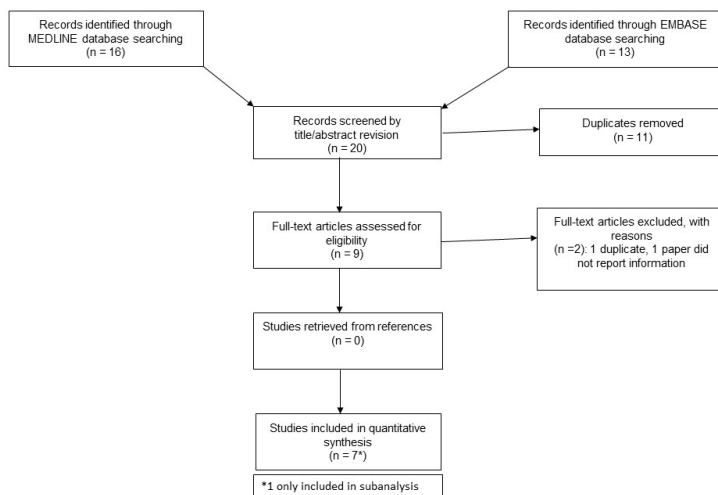 Records identified through
MEDLINE database searching
(n = 16)
Records identified through EMBASE
database searching
(n = 13)
Records screened by
title/abstract revision
(n = 20)
Duplicates removed
(n = 11)
Full-text articles assessed for
eligibility
(n = 9)
Full-text articles excluded, with
reasons
(n =2): 1 duplicate, 1 paper did
not report information
Studies retrieved from references
(n = 0)
Studies included in quantitative
synthesis
(n = 7*)
*1 only included in subanalysis